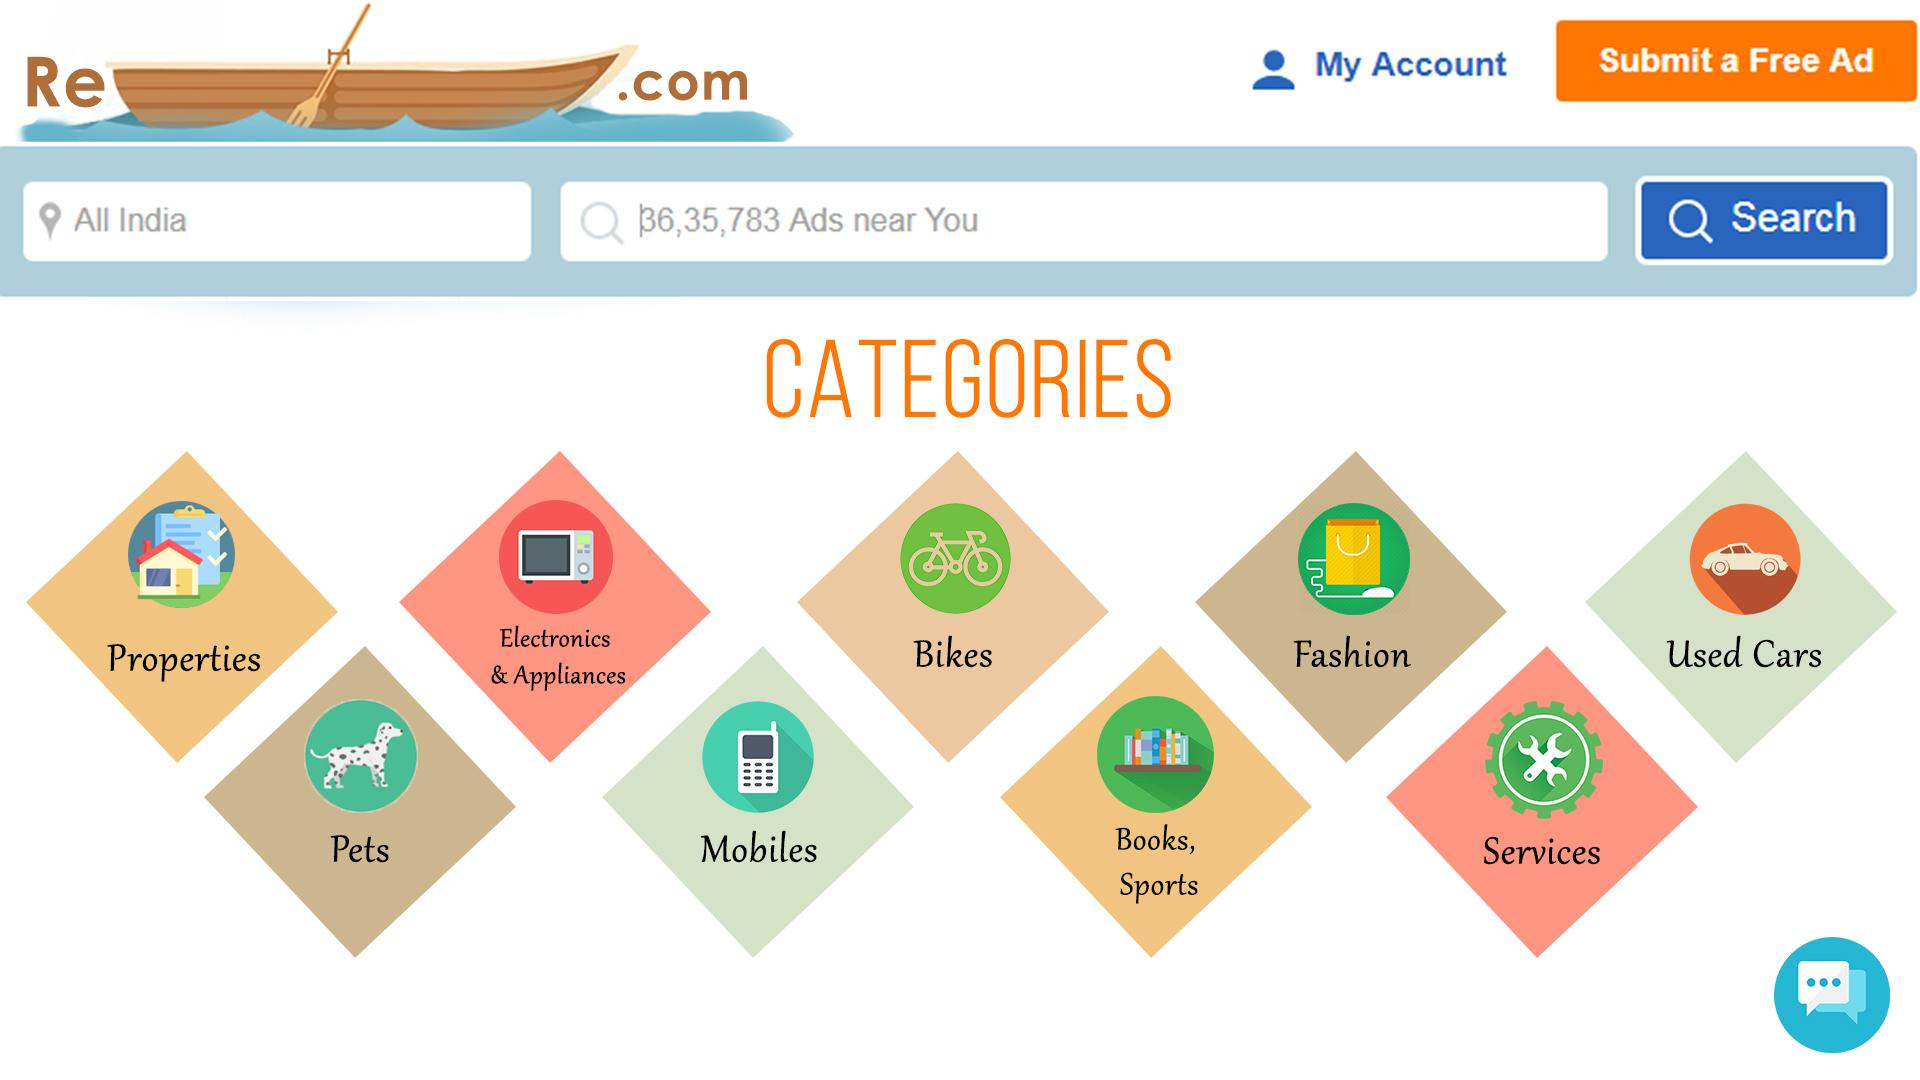 Re .com
My Account
Submit a Free Ad
All India
36,35,783 Ads near You
Search
CATEGORIES
Properties
Electronics
& Appliances
Bikes
Fashion
Used Cars
Pets
Mobiles
Books,
Sports
Services